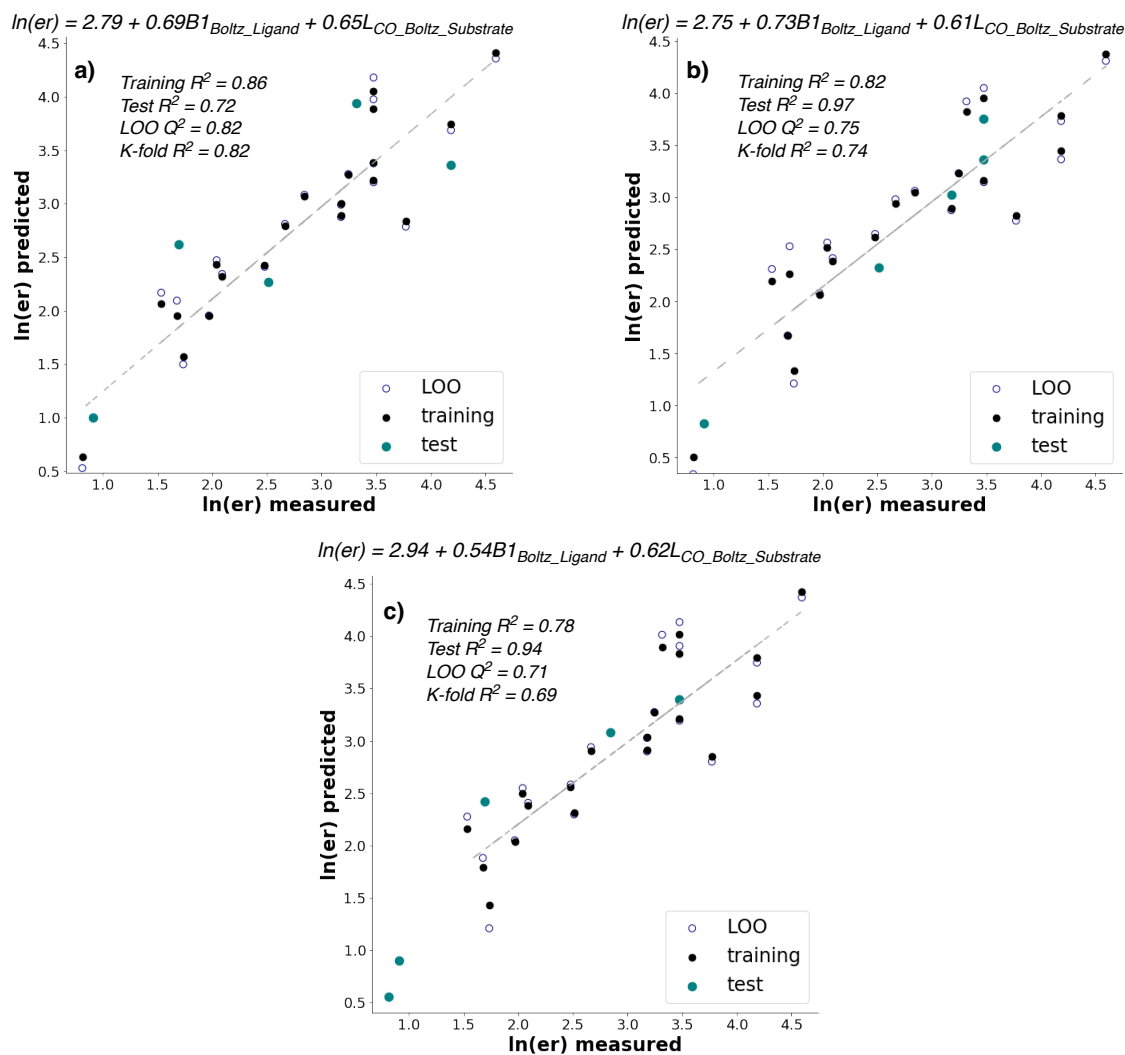 ln(er) = 2.79 + 0.69B1Boltz_Ligand + 0.65LCO_Boltz_Substrate
a)
Training R2 = 0.86
Test R2 = 0.72
LOO Q2 = 0.82
K-fold R2 = 0.82
ln(er) predicted
4.5
4.0
3.5
3.0
2.5
2.0
1.5
1.0
0.5
LOO
training
test
1.0 1.5 2.0 2.5 3.0 3.5 4.0 4.5
ln(er) measured
ln(er) = 2.75 + 0.73B1Boltz_Ligand + 0.61LCO_Boltz_Substrate
b)
Training R2 = 0.82
Test R2 = 0.97
LOO Q2 = 0.75
K-fold R2 = 0.74
ln(er) predicted
4.5
4.0
3.5
3.0
2.5
2.0
1.5
1.0
0.5
LOO
training
test
1.0 1.5 2.0 2.5 3.0 3.5 4.0 4.5
ln(er) measured
ln(er) = 2.94 + 0.54B1Boltz_Ligand + 0.62LCO_Boltz_Substrate
c)
Training R2 = 0.78
Test R2 = 0.94
LOO Q2 = 0.71
K-fold R2 = 0.69
ln(er) predicted
4.5
4.0
3.5
3.0
2.5
2.0
1.5
1.0
0.5
LOO
training
test
1.0 1.5 2.0 2.5 3.0 3.5 4.0 4.5
ln(er) measured